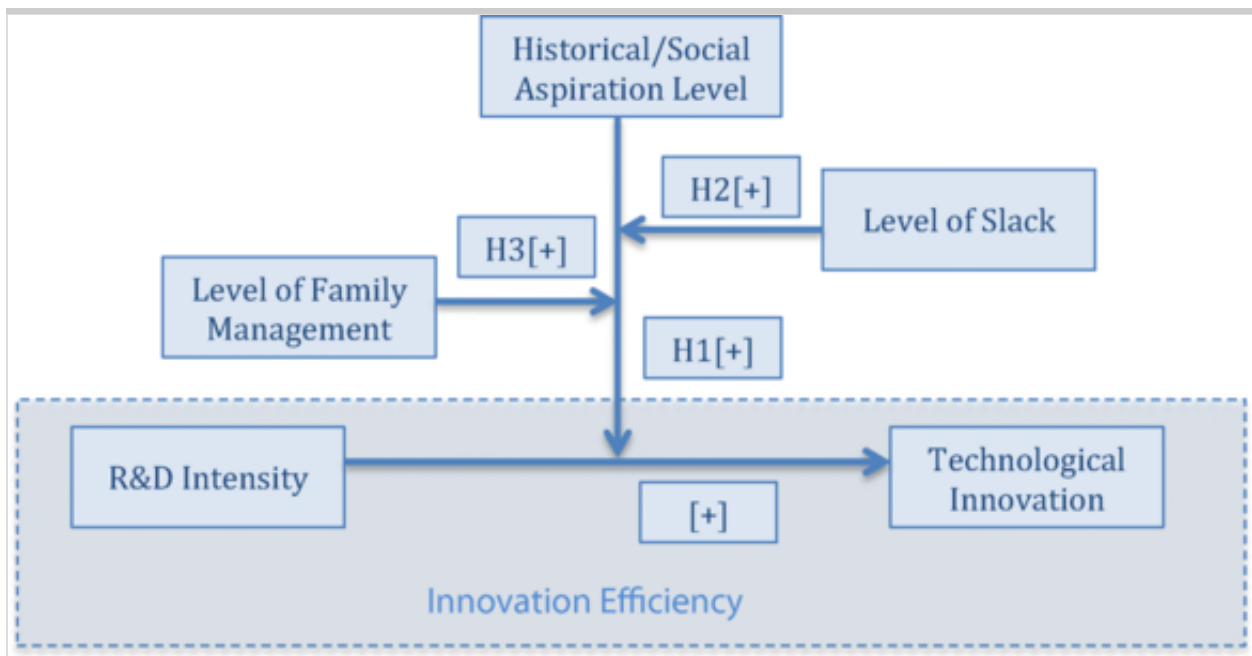 Historical/Social
Aspiration Level
H2[+]
Level of Slack
H3[+]
Level of Family
Management
H1[+]
R&D Intensity
Technological
Innovation
[+]
Innovation Efficiency